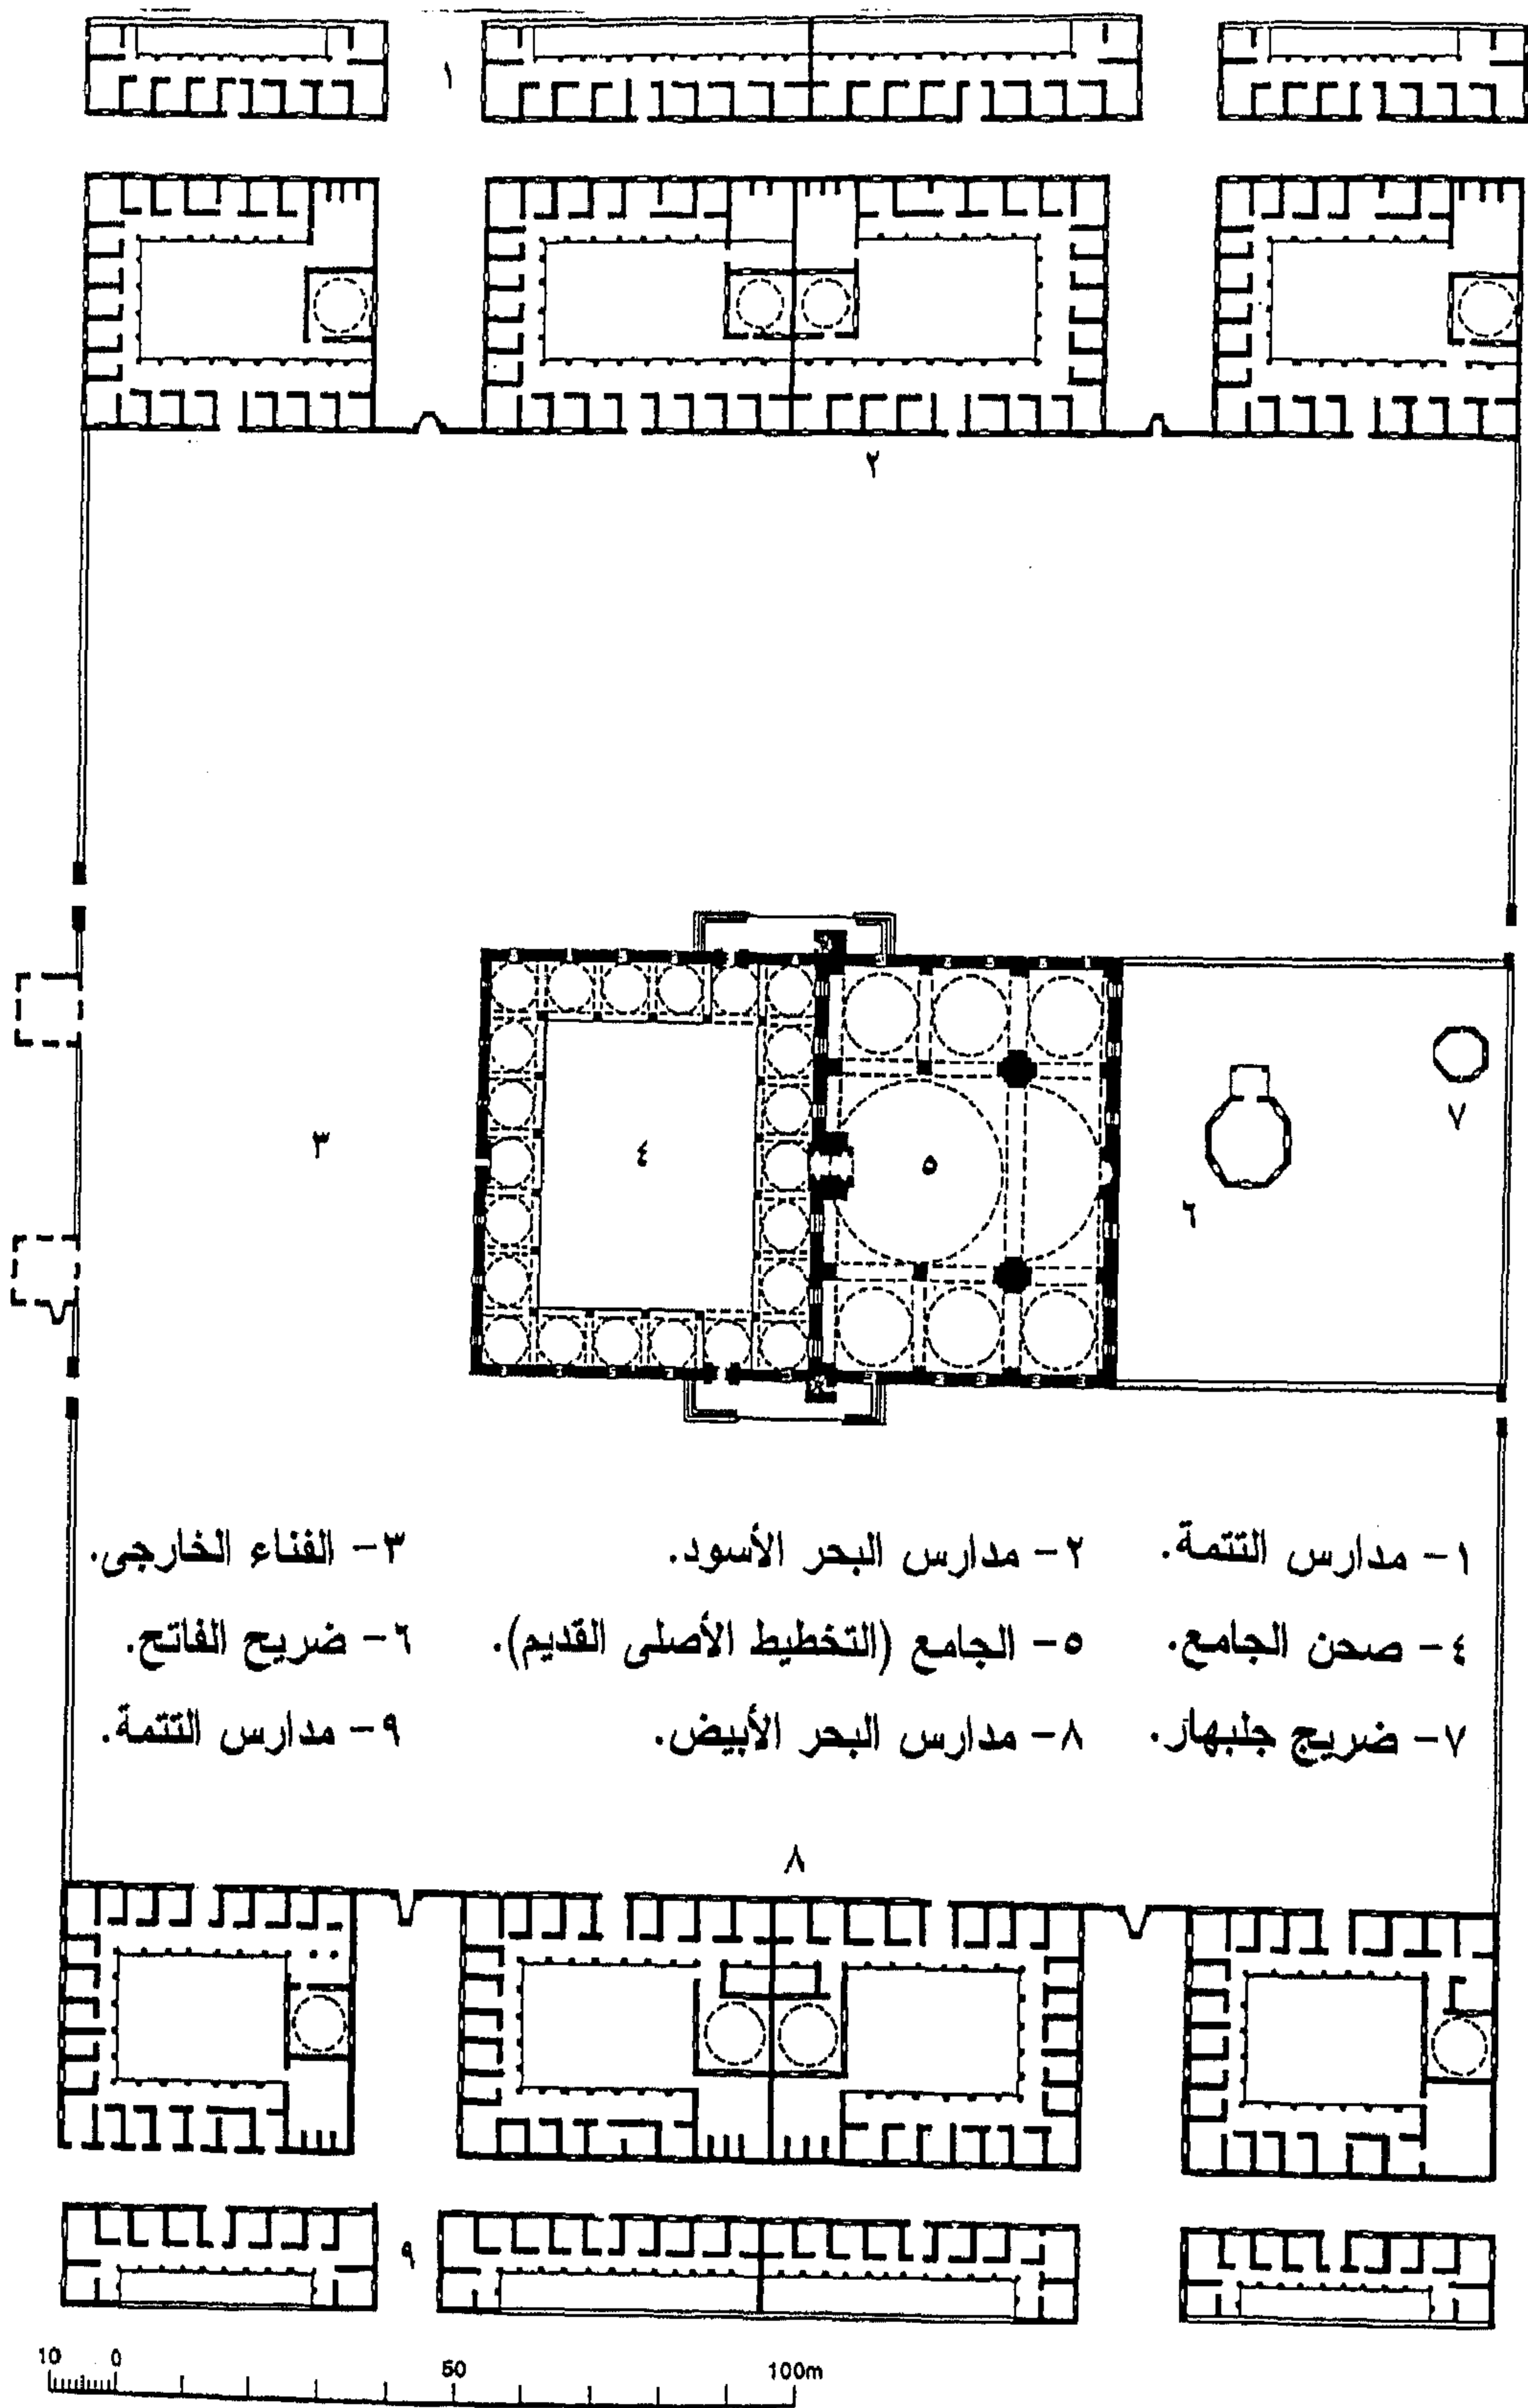 ١
٢
٣
٤
٥
٦
٧
١- مدارس التتمة. ٢- مدارس البحر الأسود. ٣- الفناء الخارجى.
٤- صحن الجامع. ٥- الجامع (التخطيط الأصلى القديم). ٦- ضريح الفاتح.
٧- ضريج جلبهار. ٨- مدارس البحر الأبيض. ٩- مدارس التتمة.
٨
٩
10 0 50 100m